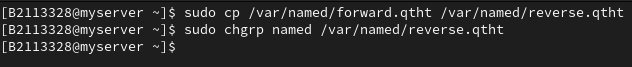 [B2113328@myserver ~]$ sudo cp /var/named/forward.qtht /var/named/reverse.qtht
[B2113328@myserver ~]$ sudo chgrp named /var/named/reverse.qtht
[B2113328@myserver ~]$